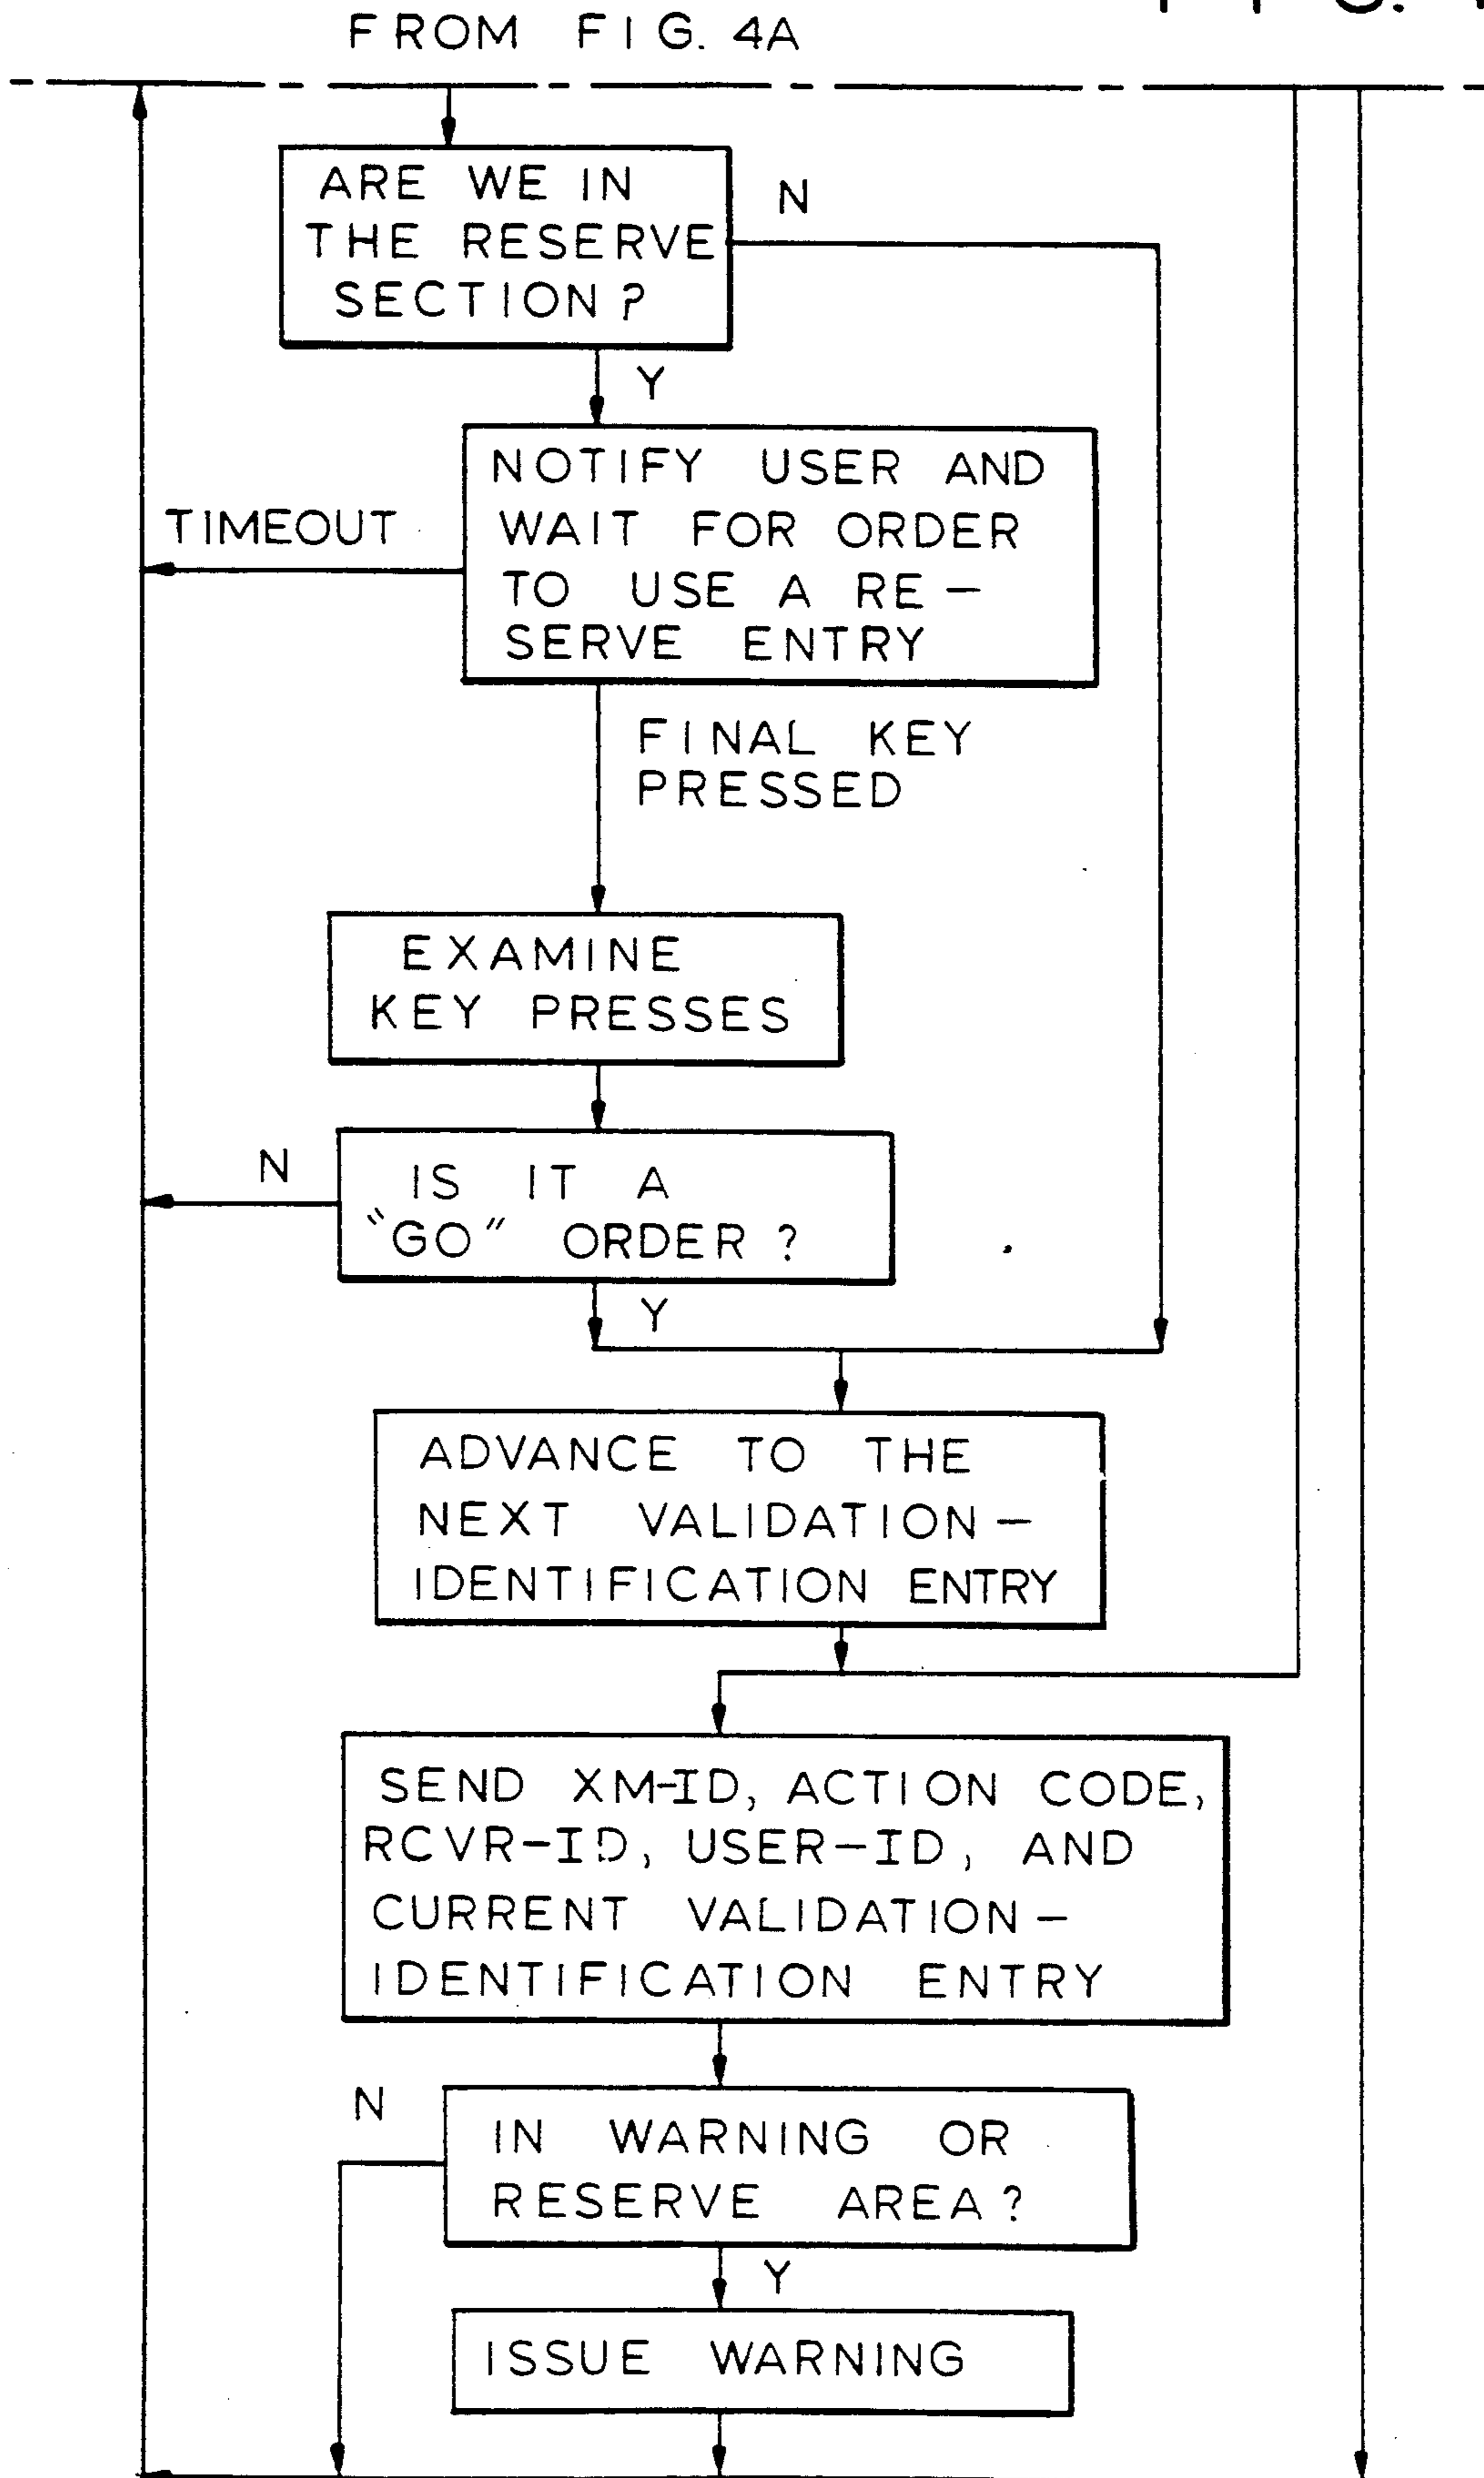 FROM FIG. 4A
ARE WE IN
THE RESERVE
SECTION?
N
Y
NOTIFY USER AND
WAIT FOR ORDER
TO USE A RE-
SERVE ENTRY
TIMEOUT
FINAL KEY
PRESSED
EXAMINE
KEY PRESSES
IS IT A
"GO" ORDER?
N
Y
ADVANCE TO THE
NEXT VALIDATION-
IDENTIFICATION ENTRY
SEND XM-ID, ACTION CODE,
RCVR-ID, USER-ID, AND
CURRENT VALIDATION-
IDENTIFICATION ENTRY
IN WARNING OR
RESERVE AREA?
N
Y
ISSUE WARNING